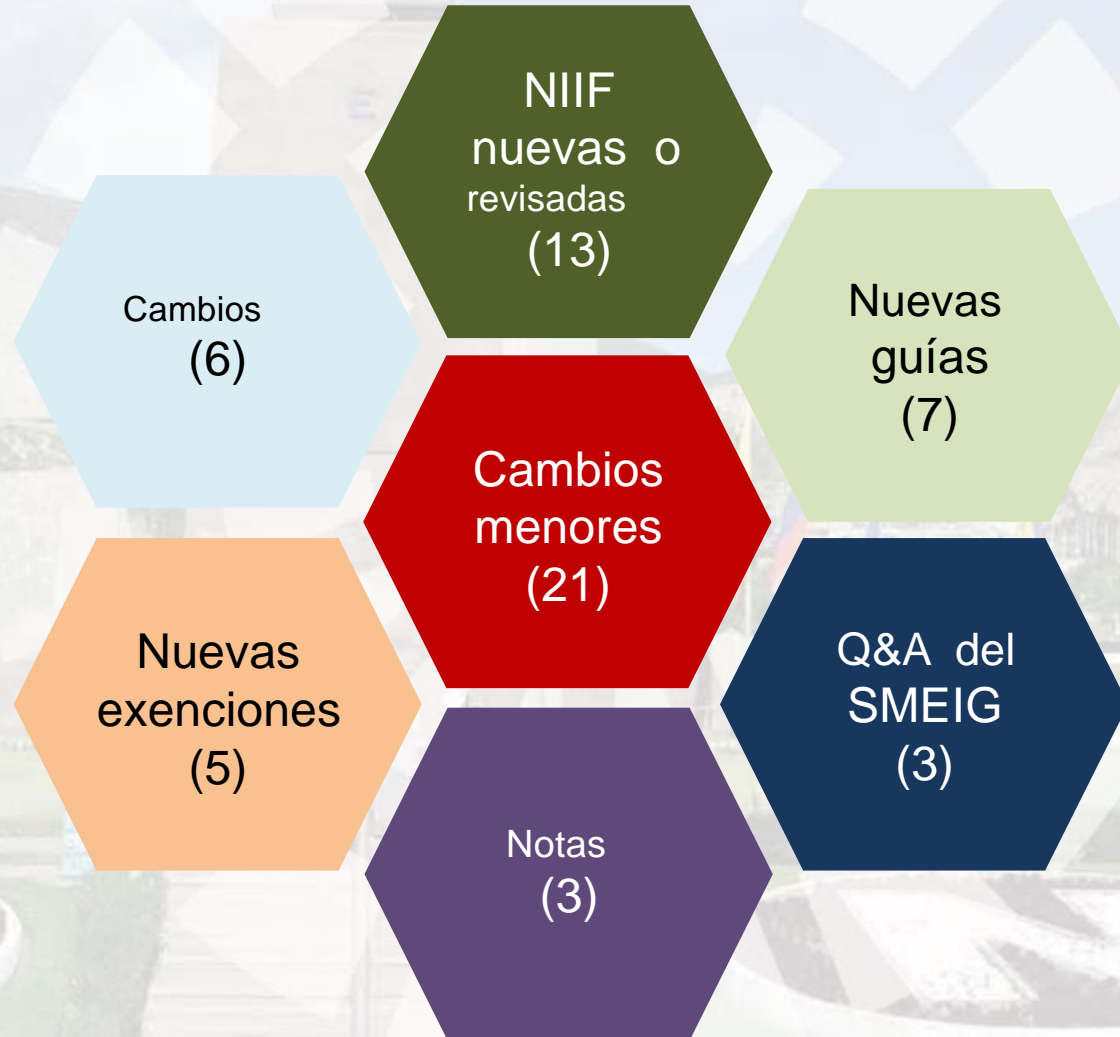 NIIF
nuevas o
revisadas
(13)
Cambios
(6)
Nuevas
guías
(7)
Cambios
menores
(21)
Nuevas
exenciones
(5)
Q&A del
SMEIG
(3)
Notas
(3)